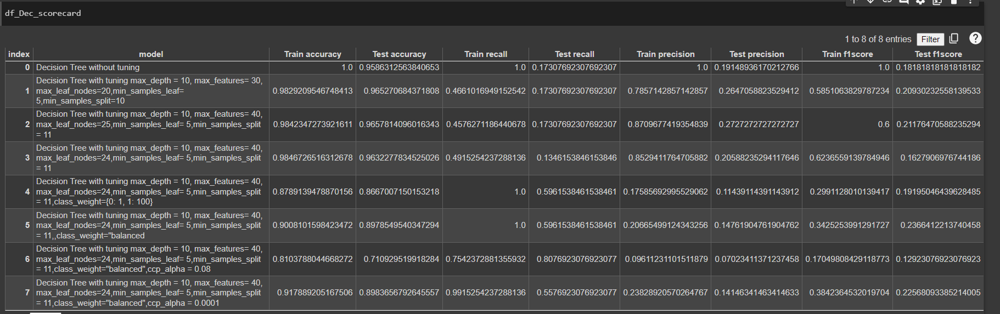 df_Dec_scorecard
1 to 8 of 8 entries Filter
index model Train accuracy Test accuracy Train recall Test recall Train precision Test precision Train f1score Test f1score
0 Decision Tree without tuning 1.0 0.9586312563840653 1.0 0.17307692307692307 1.0 0.19148936170212766 1.0 0.18181818181818182
Decision Tree with tuning max_depth = 10, max_features= 30,
1 max_leaf_nodes=20,min_samples_leaf= 0.9829209546748413 0.965270684371808 0.4661016949152542 0.17307692307692307 0.7857142857142857 0.2647058823529412 0.5851063829787234 0.20930232558139533
5,min_samples_split=10
Decision Tree with tuning max_depth = 10, max_features= 40,
2 max_leaf_nodes=25,min_samples_leaf= 5,min_samples_split 0.9842347273921611 0.9657814096016343 0.4576271186440678 0.17307692307692307 0.8709677419354839 0.2727272727272727 0.6 0.21176470588235294
= 11
Decision Tree with tuning max_depth = 10, max_features= 40,
3 max_leaf_nodes=24,min_samples_leaf= 5,min_samples_split 0.9846726516312678 0.9632277834525026 0.4915254237288136 0.1346153846153846 0.8529411764705882 0.20588235294117646 0.6236559139784946 0.1627906976744186
= 11
Decision Tree with tuning max_depth = 10, max_features= 40,
4 max_leaf_nodes=24,min_samples_leaf= 5,min_samples_split 0.8789139478870156 0.8667007150153218 1.0 0.5961538461538461 0.17585692995529062 0.11439114391143912 0.2991128010139417 0.19195046439628485
= 11,class_weight={0: 1, 1: 100}
Decision Tree with tuning max_depth = 10, max_features= 40,
5 max_leaf_nodes=24,min_samples_leaf= 5,min_samples_split 0.9008101598423472 0.8978549540347294 1.0 0.5961538461538461 0.20665499124343256 0.14761904761904762 0.3425253991291727 0.2366412213740458
= 11,,class_weight="balanced
Decision Tree with tuning max_depth = 10, max_features= 40,
6 max_leaf_nodes=24,min_samples_leaf= 5,min_samples_split 0.8103788044668272 0.710929519918284 0.7542372881355932 0.8076923076923077 0.09611231101511879 0.07023411371237458 0.17049808429118773 0.12923076923076923
= 11,class_weight="balanced",ccp_alpha = 0.08
Decision Tree with tuning max_depth = 10, max_features= 40,
7 max_leaf_nodes=24,min_samples_leaf= 5,min_samples_split 0.917889205167506 0.8983656792645557 0.9915254237288136 0.5576923076923077 0.23828920570264767 0.14146341463414633 0.3842364532019704 0.22568093385214005
= 11,class_weight="balanced",ccp_alpha = 0.0001